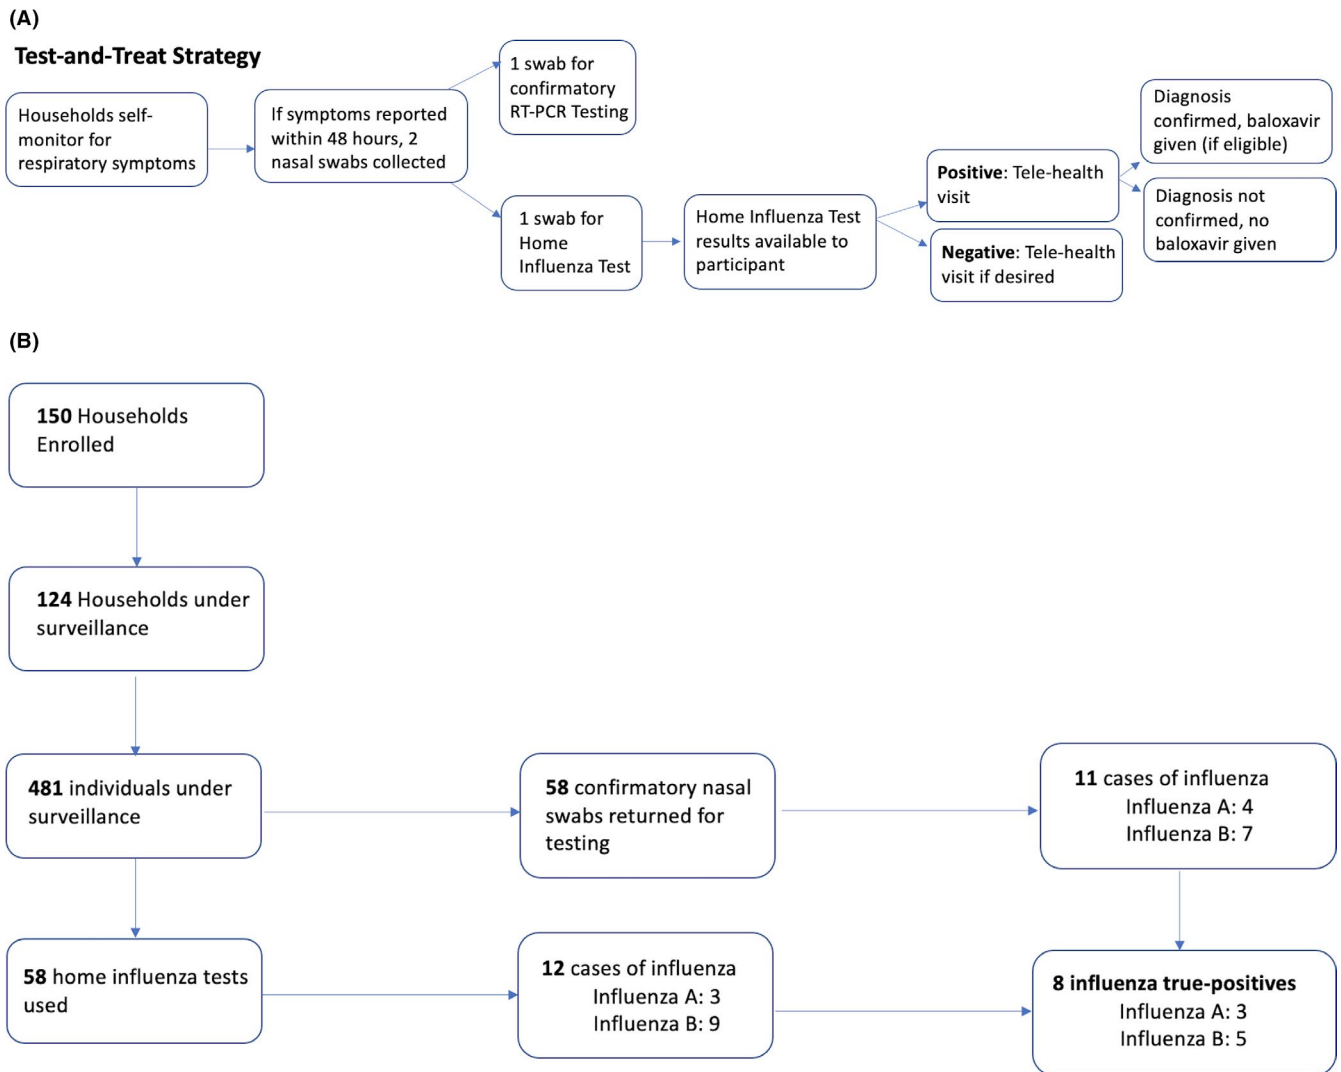 (A)
Test-and-Treat Strategy
Households self-
monitor for
respiratory symptoms
If symptoms reported
within 48 hours, 2
nasal swabs collected
1 swab for
confirmatory
RT-PCR Testing
1 swab for
Home
Influenza Test
Home Influenza Test
results available to
participant
Positive: Tele-health
visit
Negative: Tele-health
visit if desired
Diagnosis
confirmed, baloxavir
given (if eligible)
Diagnosis not
confirmed, no
baloxavir given
(B)
150 Households
Enrolled
124 Households under
surveillance
481 individuals under
surveillance
58 confirmatory nasal
swabs returned for
testing
11 cases of influenza
Influenza A: 4
Influenza B: 7
58 home influenza tests
used
12 cases of influenza
Influenza A: 3
Influenza B: 9
8 influenza true-positives
Influenza A: 3
Influenza B: 5